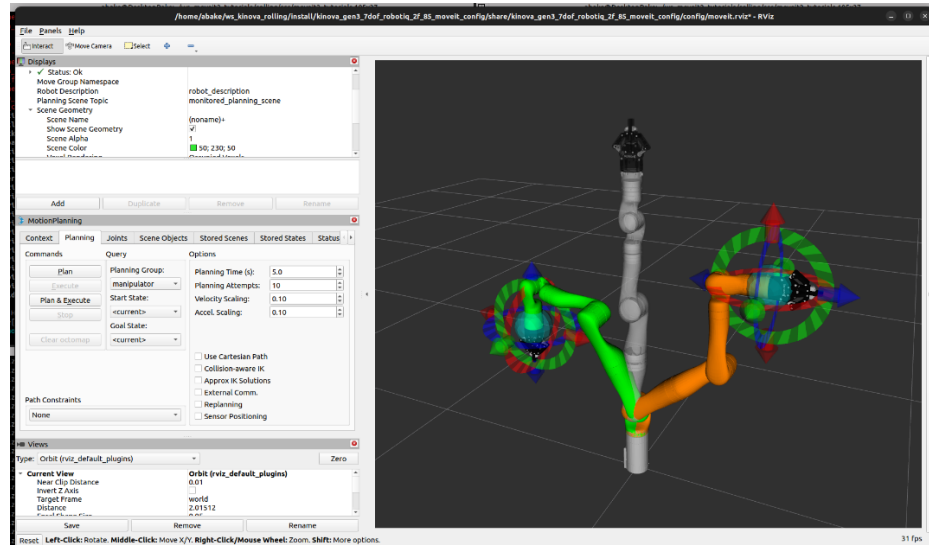 /home/abake/ws_kinova_rolling/install/kinova_gen3_7dof_robotiq_2f_85_moveit_config/share/kinova_gen3_7dof_robotiq_2f_85_moveit_config/config/moveit.rviz* - RViz
File Panels Help
Interact Move Camera Select
Displays
Status: Ok
Move Group Namespace
Robot Description robot_description
Planning Scene Topic monitored_planning_scene
Scene Geometry
Scene Name (noname)+
Show Scene Geometry
Scene Alpha 1
Scene Color 50; 230; 50
Add Duplicate Remove Rename
MotionPlanning
Context Planning Joints Scene Objects Stored Scenes Stored States Status
Commands Query Options
Plan Planning Group: Planning Time (s): 5.0
Execute manipulator Planning Attempts: 10
Plan & Execute Start State: Velocity Scaling: 0.10
Stop <current> Accel. Scaling: 0.10
Goal State:
Clear octomap <current>
Use Cartesian Path
Collision-aware IK
Approx IK Solutions
External Comm.
Path Constraints Replanning
None Sensor Positioning
Views
Type: Orbit (rviz_default_plugins) Zero
Current View Orbit (rviz_default_plugins)
Near Clip Distance 0.01
Invert Z Axis
Target Frame world
Distance 2.01512
Save Remove Rename
Reset Left-Click: Rotate. Middle-Click: Move X/Y. Right-Click/Mouse Wheel: Zoom. Shift: More options. 31 fps